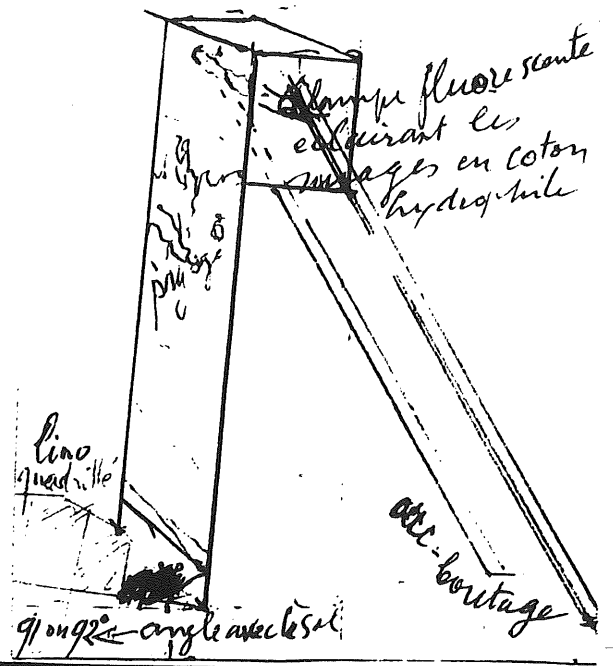 lampe fluorescente
éclairant les
nuages en coton
hydrophile
lino
quadrillé
arc-boutage
91 ou 92° ← angle avec le sol